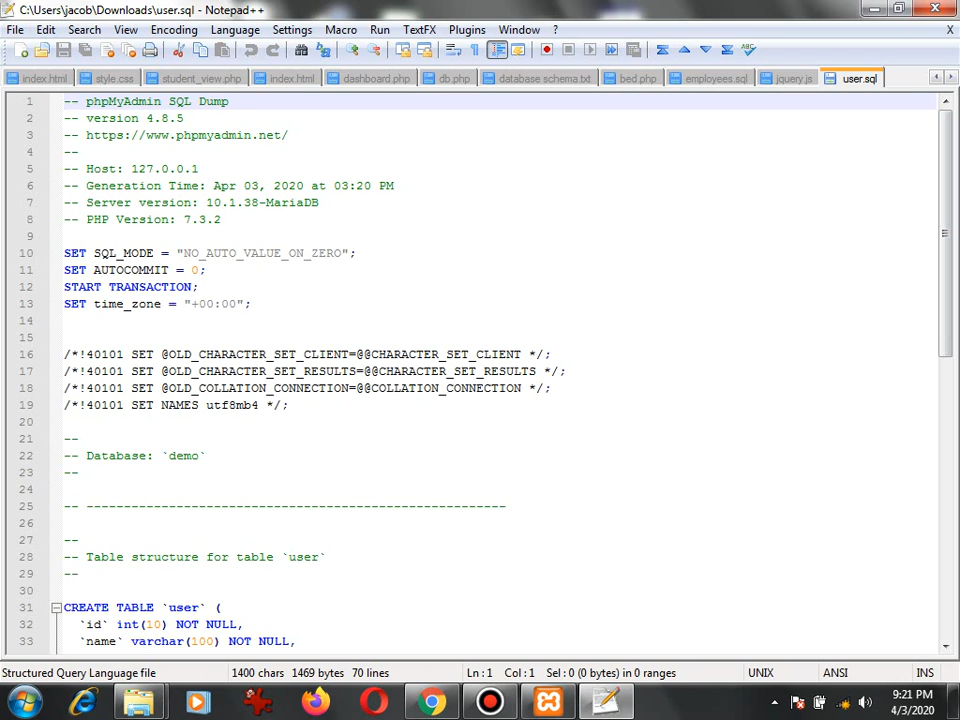 C:\Users\jacob\Downloads\user.sql - Notepad++
File Edit Search View Encoding Language Settings Macro Run TextFX Plugins Window ? X
index.html style.css student_view.php index.html dashboard.php db.php database schema.txt bed.php employees.sql jquery.js user.sql
1 -- phpMyAdmin SQL Dump
2 -- version 4.8.5
3 -- https://www.phpmyadmin.net/
4 --
5 -- Host: 127.0.0.1
6 -- Generation Time: Apr 03, 2020 at 03:20 PM
7 -- Server version: 10.1.38-MariaDB
8 -- PHP Version: 7.3.2
9
10 SET SQL_MODE = "NO_AUTO_VALUE_ON_ZERO";
11 SET AUTOCOMMIT = 0;
12 START TRANSACTION;
13 SET time_zone = "+00:00";
14
15
16 /*!40101 SET @OLD_CHARACTER_SET_CLIENT=@@CHARACTER_SET_CLIENT */;
17 /*!40101 SET @OLD_CHARACTER_SET_RESULTS=@@CHARACTER_SET_RESULTS */;
18 /*!40101 SET @OLD_COLLATION_CONNECTION=@@COLLATION_CONNECTION */;
19 /*!40101 SET NAMES utf8mb4 */;
20
21 --
22 -- Database: `demo`
23 --
24
25 -- --------------------------------------------------------
26
27 --
28 -- Table structure for table `user`
29 --
30
31 CREATE TABLE `user` (
32 `id` int(10) NOT NULL,
33 `name` varchar(100) NOT NULL,
Structured Query Language file 1400 chars 1469 bytes 70 lines Ln : 1 Col : 1 Sel : 0 (0 bytes) in 0 ranges UNIX ANSI INS
9:21 PM
4/3/2020